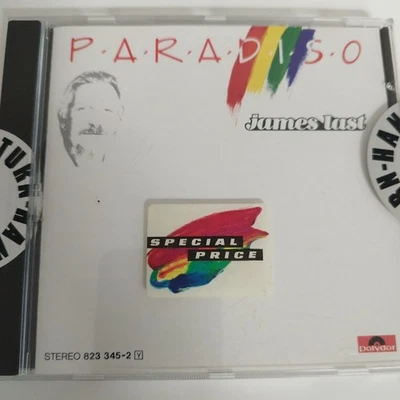 P·A·R·A·D·I·S·O
james last
SPECIAL
PRICE
STEREO 823 345-2 Y
Polydor